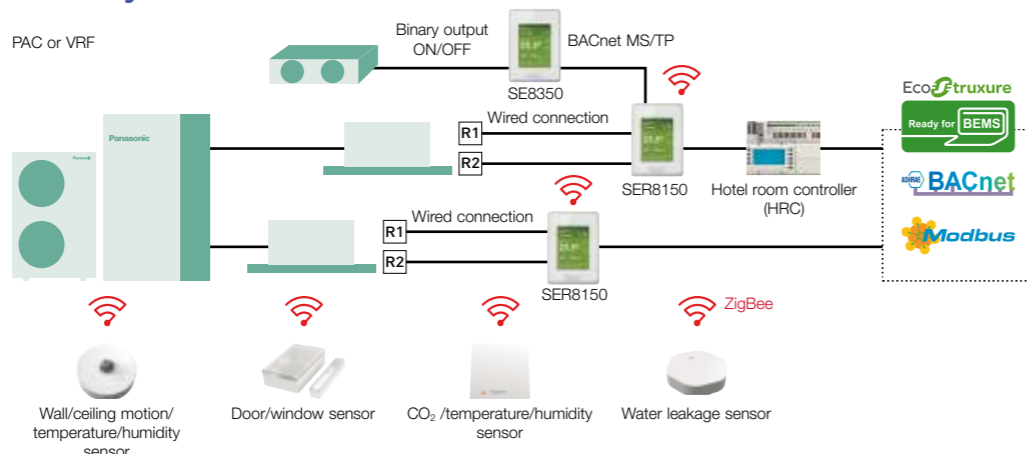 PAC or VRF
Binary output
ON/OFF
BACnet MS/TP
SE8350
Panasonic
Panasonic
R1
Wired connection
R2
SER8150
Hotel room controller
(HRC)
EcoStruxure
Ready for BEMS
ASHRAE BACnet
Modbus
R1
Wired connection
R2
SER8150
ZigBee
Wall/ceiling motion/
temperature/humidity
sensor
Door/window sensor
CO₂ /temperature/humidity
sensor
Water leakage sensor